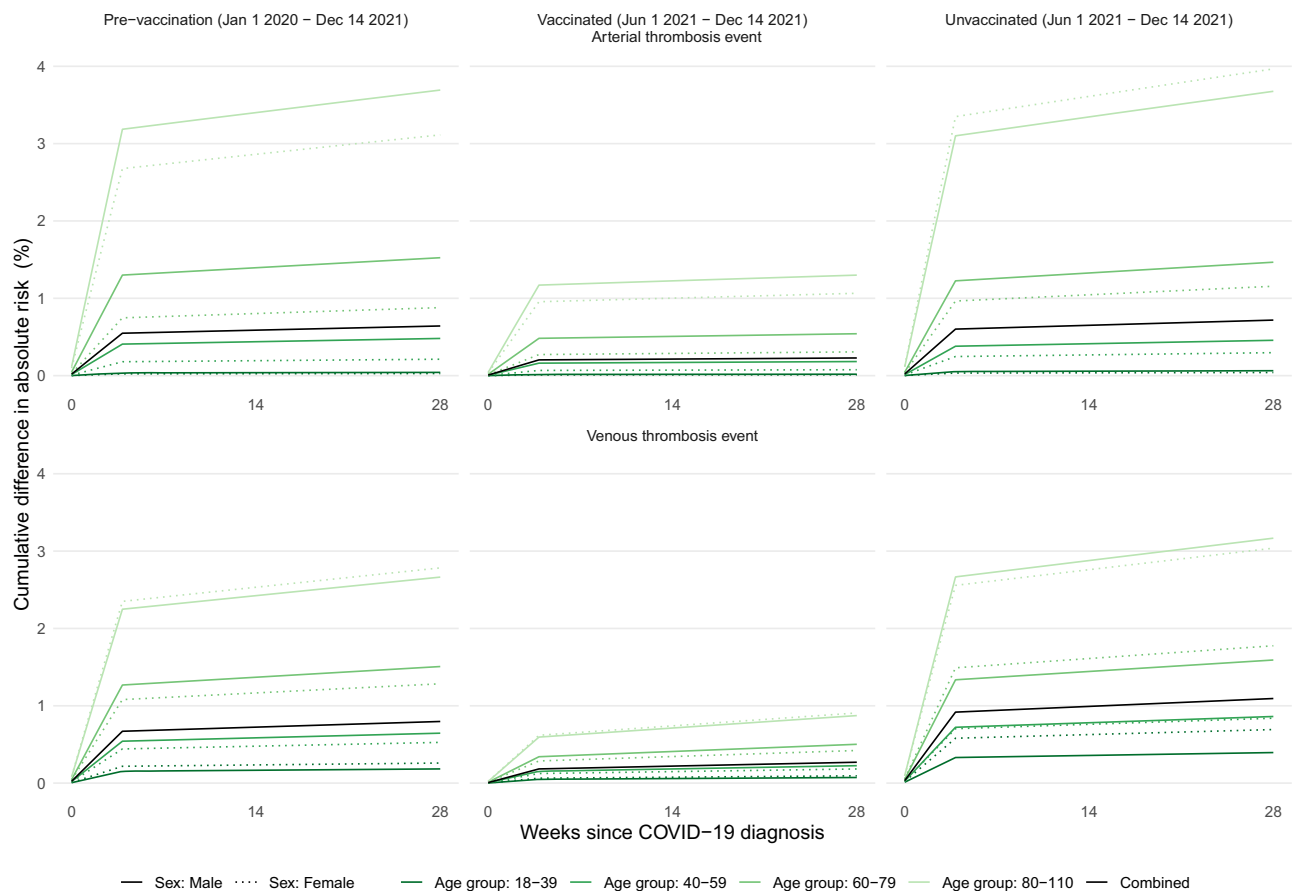 Pre−vaccination (Jan 1 2020 − Dec 14 2021)
Vaccinated (Jun 1 2021 − Dec 14 2021)
Unvaccinated (Jun 1 2021 − Dec 14 2021)
Arterial thrombosis event
4
3
2
1
0
0 14 28
0 14 28
0 14 28
Venous thrombosis event
4
3
2
1
0
0 14 28
0 14 28
0 14 28
Cumulative difference in absolute risk (%)
Weeks since COVID−19 diagnosis
Sex: Male Sex: Female Age group: 18−39 Age group: 40−59 Age group: 60−79 Age group: 80−110 Combined